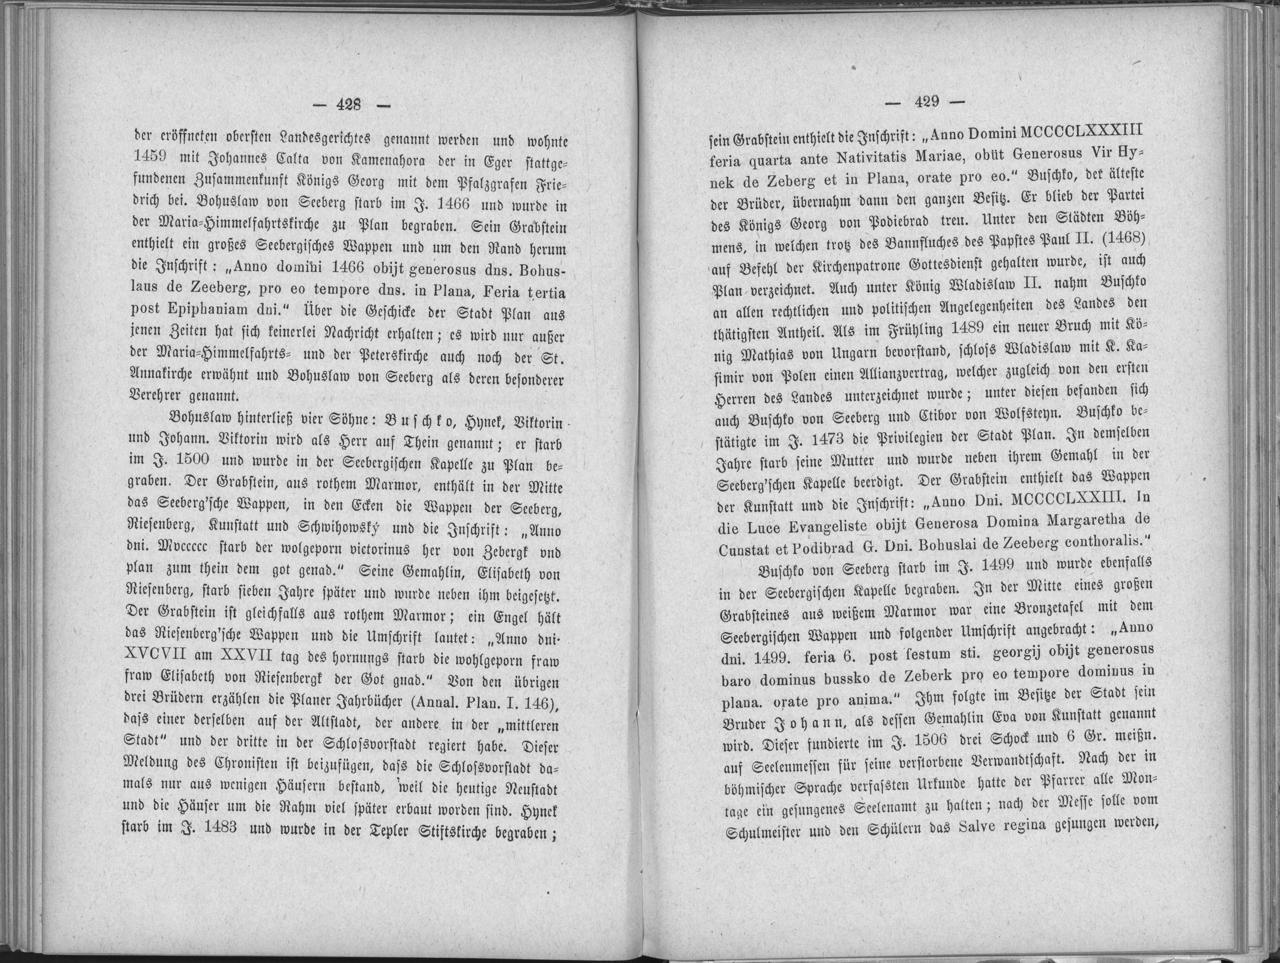 — 428 —
der eröffneten obersten Landesgerichtes genannt werden und wohnte
1459 mit Johannes Calta von Kamenahora der in Eger stattge-
fundenen Zusammenkunft Königs Georg mit dem Pfalzgrafen Frie-
drich bei. Bohuslaw von Seeberg starb im J. 1466 und wurde in
der Maria-Himmelfahrtskirche zu Plan begraben. Sein Grabstein
enthielt ein großes Seebergisches Wappen und um den Rand herum
die Inschrift: „Anno domini 1466 obijt generosus dns. Bohus-
laus de Zeeberg, pro eo tempore dns. in Plana, Feria tertia
post Epiphaniam dni.“ Über die Geschicke der Stadt Plan aus
jenen Zeiten hat sich keinerlei Nachricht erhalten; es wird nur außer
der Maria-Himmelfahrts- und der Peterskirche auch noch der St.
Annakirche erwähnt und Bohuslaw von Seeberg als deren besonderer
Verehrer genannt.
Bohuslaw hinterließ vier Söhne: Buschko, Hynek, Viktorin
und Johann. Viktorin wird als Herr auf Thein genannt; er starb
im J. 1500 und wurde in der Seebergischen Kapelle zu Plan be-
graben. Der Grabstein, aus rothem Marmor, enthält in der Mitte
das Seeberg'sche Wappen, in den Ecken die Wappen der Seeberg,
Riesenberg, Kunstatt und Schwihowský und die Inschrift: „Anno
dni. Mvccccc starb der wolgeporn victorinus her von Zebergk vnd
plan zum thein dem got genad.“ Seine Gemahlin, Elisabeth von
Riesenberg, starb sieben Jahre später und wurde neben ihm beigesetzt.
Der Grabstein ist gleichfalls aus rothem Marmor; ein Engel hält
das Riesenberg'sche Wappen und die Umschrift lautet: „Anno dni.
XVCVII am XXVII tag des hornungs starb die wohlgeporn fraw
fraw Elisabeth von Riesenbergk der Got gnad.“ Von den übrigen
drei Brüdern erzählen die Planer Jahrbücher (Annal. Plan. I. 146),
dass einer derselben auf der Altstadt, der andere in der „mittleren
Stadt“ und der dritte in der Schlossvorstadt regiert habe. Dieser
Meldung des Chronisten ist beizufügen, dass die Schlossvorstadt da-
mals nur aus wenigen Häusern bestand, weil die heutige Neustadt
und die Häuser um die Rahm viel später erbaut worden sind. Hynek
starb im J. 1483 und wurde in der Tepler Stiftskirche begraben;
— 429 —
sein Grabstein enthielt die Inschrift: „Anno Domini MCCCCLXXXIII
feria quarta ante Nativitatis Mariae, obiit Generosus Vir Hy-
nek de Zeberg et in Plana, orate pro eo.“ Buschko, der älteste
der Brüder, übernahm dann den ganzen Besitz. Er blieb der Partei
des Königs Georg von Podiebrad treu. Unter den Städten Böh-
mens, in welchen trotz des Bannfluches des Papstes Paul II. (1468)
auf Befehl der Kirchenpatrone Gottesdienst gehalten wurde, ist auch
Plan verzeichnet. Auch unter König Wladislaw II. nahm Buschko
an allen rechtlichen und politischen Angelegenheiten des Landes den
thätigsten Antheil. Als im Frühling 1489 ein neuer Bruch mit Kö-
nig Mathias von Ungarn bevorstand, schloss Wladislaw mit K. Ka-
simir von Polen einen Allianzvertrag, welcher zugleich von den ersten
Herren des Landes unterzeichnet wurde; unter diesen befanden sich
auch Buschko von Seeberg und Ctibor von Wolfsteyn. Buschko be-
stätigte im J. 1473 die Privilegien der Stadt Plan. In demselben
Jahre starb seine Mutter und wurde neben ihrem Gemahl in der
Seeberg'schen Kapelle beerdigt. Der Grabstein enthielt das Wappen
der Kunstatt und die Inschrift: „Anno Dni. MCCCCLXXIII. In
die Luce Evangeliste obijt Generosa Domina Margaretha de
Cunstat et Podibrad G. Dni. Bohuslai de Zeeberg conthoralis.“
Buschko von Seeberg starb im J. 1499 und wurde ebenfalls
in der Seebergischen Kapelle begraben. In der Mitte eines großen
Grabsteines aus weißem Marmor war eine Bronzetafel mit dem
Seebergischen Wappen und folgender Umschrift angebracht: „Anno
dni. 1499. feria 6. post festum sti. georgij obijt generosus
baro dominus bussko de Zeberk pro eo tempore dominus in
plana. orate pro anima.“ Ihm folgte im Besitze der Stadt sein
Bruder Johann, als dessen Gemahlin Eva von Kunstatt genannt
wird. Dieser fundierte im J. 1506 drei Schock und 6 Gr. meißn.
auf Seelenmessen für seine verstorbene Verwandtschaft. Nach der in
böhmischer Sprache verfassten Urkunde hatte der Pfarrer alle Mon-
tage ein gesungenes Seelenamt zu halten; nach der Messe solle vom
Schulmeister und den Schülern das Salve regina gesungen werden,